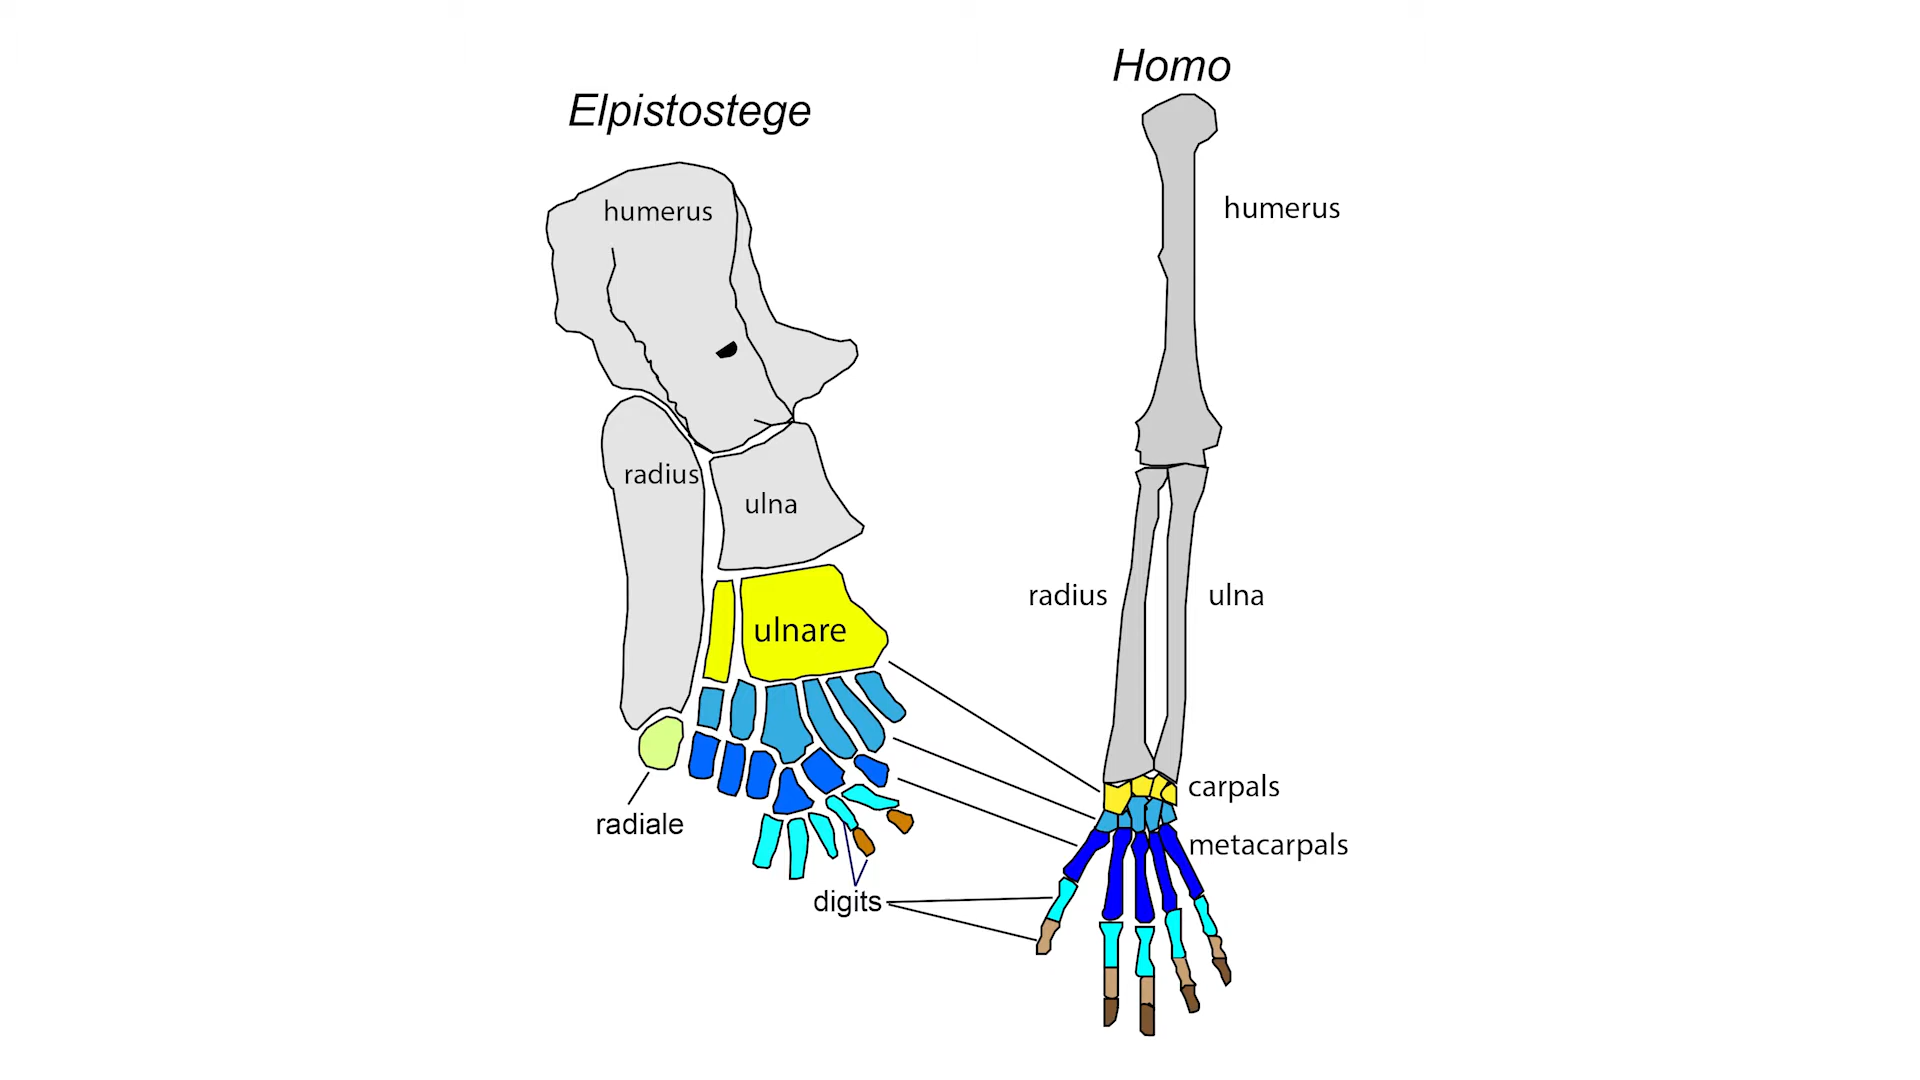 Elpistostege
humerus
radius
ulna
ulnare
radiale
digits
Homo
humerus
radius
ulna
carpals
metacarpals